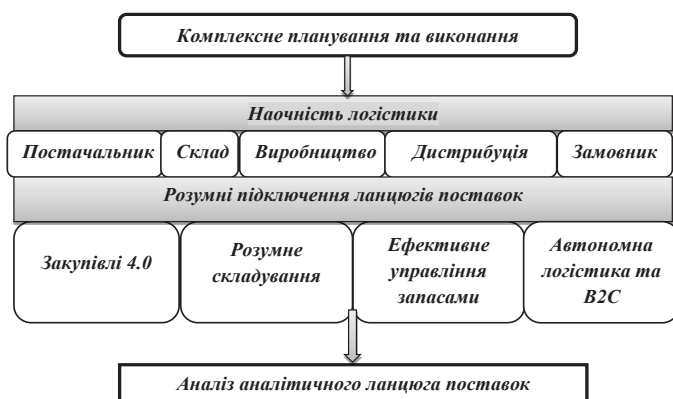 Комплексне планування та виконання
Наочність логістики
Постачальник Склад Виробництво Дистрибуція Замовник
Розумні підключення ланцюгів поставок
Закупівлі 4.0
Розумне
складування
Ефективне
управління
запасами
Автономна
логістика та
B2C
Аналіз аналітичного ланцюга поставок